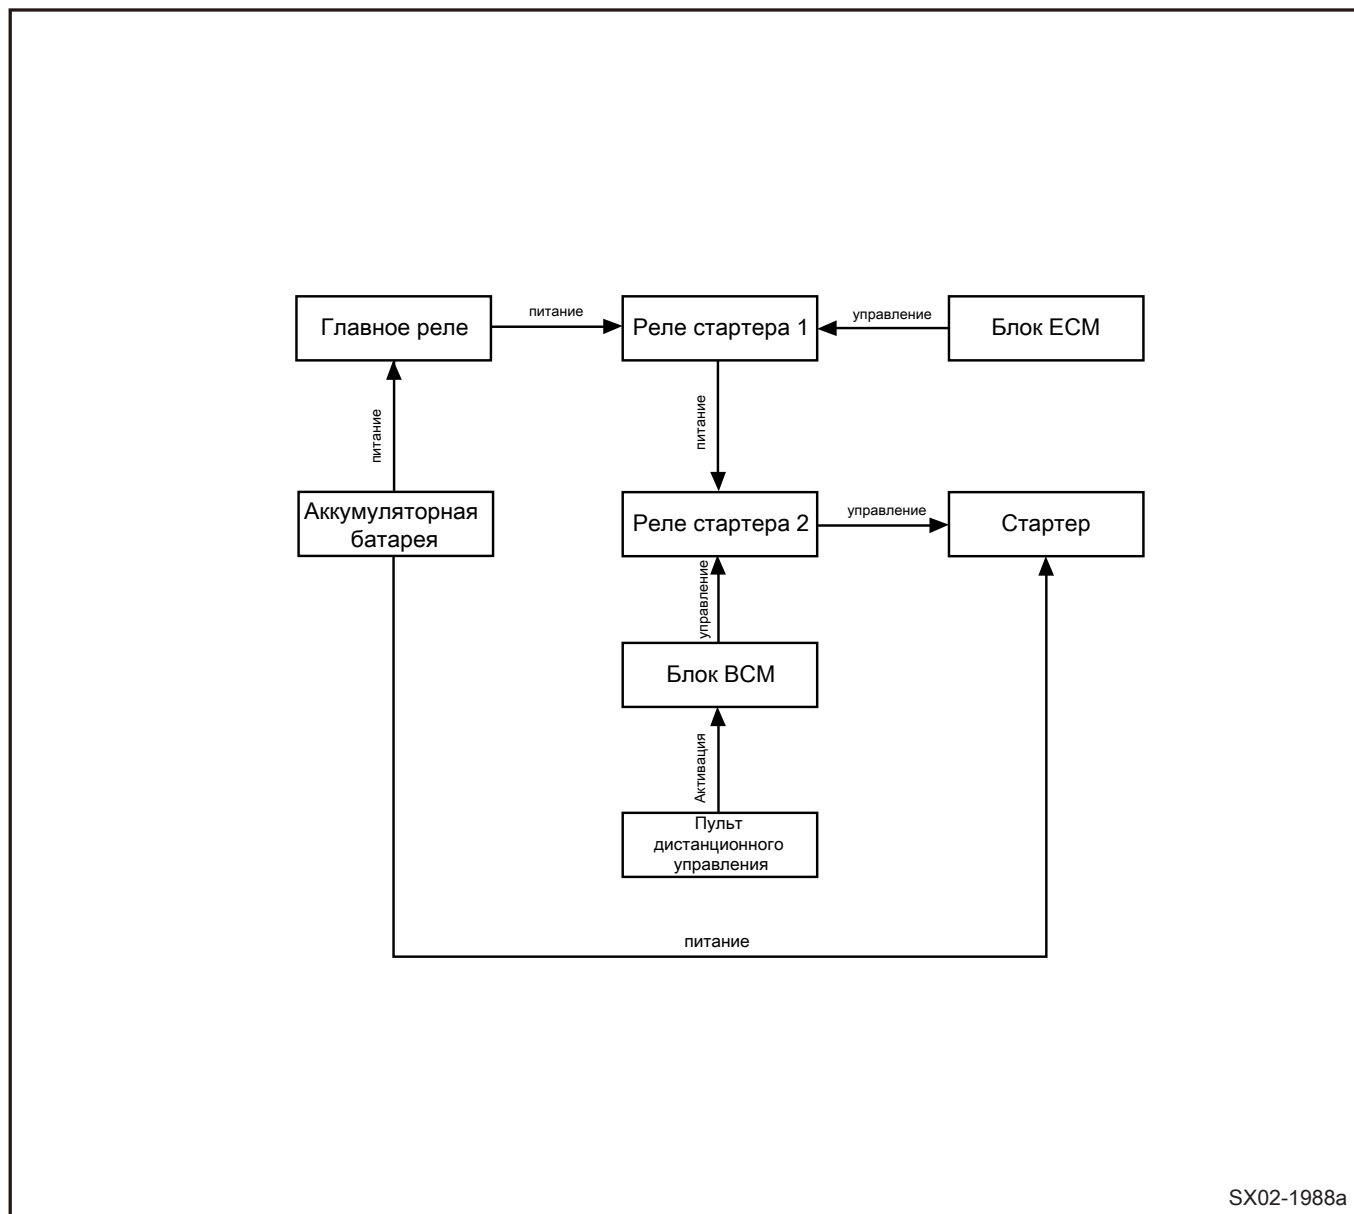 Главное реле
питание
Реле стартера 1
управление
Блок ECM
питание
питание
Аккумуляторная
батарея
Реле стартера 2
управление
Стартер
управление
Блок BCM
Активация
Пульт
дистанционного
управления
питание
SX02-1988a